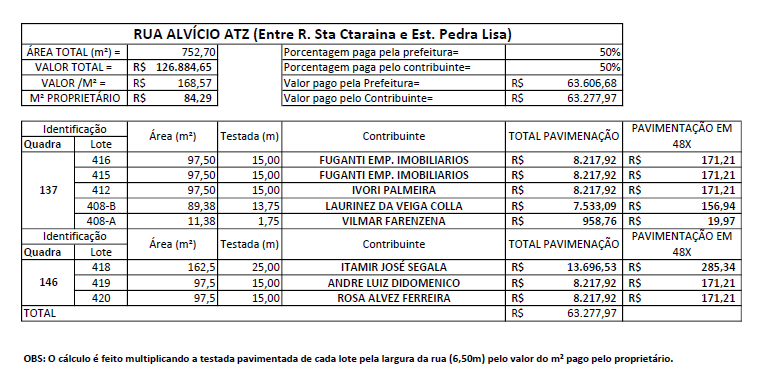 RUA ALVÍCIO ATZ (Entre R. Sta Ctaraina e Est. Pedra Lisa)
ÁREA TOTAL (m²) = 752,70 Porcentagem paga pela prefeitura= 50%
VALOR TOTAL = R$ 126.884,65 Porcentagem paga pelo contribuinte= 50%
VALOR /M² = R$ 168,57 Valor pago pela Prefeitura= R$ 63.606,68
M² PROPRIETÁRIO R$ 84,29 Valor pago pelo Contribuinte= R$ 63.277,97
Identificação Área (m²) Testada (m) Contribuinte TOTAL PAVIMENAÇÃO PAVIMENTAÇÃO EM 48X
Quadra Lote
137
416 97,50 15,00 FUGANTI EMP. IMOBILIARIOS R$ 8.217,92 R$ 171,21
415 97,50 15,00 FUGANTI EMP. IMOBILIARIOS R$ 8.217,92 R$ 171,21
412 97,50 15,00 IVORI PALMEIRA R$ 8.217,92 R$ 171,21
408-B 89,38 13,75 LAURINEZ DA VEIGA COLLA R$ 7.533,09 R$ 156,94
408-A 11,38 1,75 VILMAR FARENZENA R$ 958,76 R$ 19,97
Identificação Área (m²) Testada (m) Contribuinte TOTAL PAVIMENAÇÃO PAVIMENTAÇÃO EM 48X
Quadra Lote
146
418 162,5 25,00 ITAMIR JOSÉ SEGALA R$ 13.696,53 R$ 285,34
419 97,5 15,00 ANDRE LUIZ DIDOMENICO R$ 8.217,92 R$ 171,21
420 97,5 15,00 ROSA ALVEZ FERREIRA R$ 8.217,92 R$ 171,21
TOTAL R$ 63.277,97
OBS: O cálculo é feito multiplicando a testada pavimentada de cada lote pela largura da rua (6,50m) pelo valor do m² pago pelo proprietário.